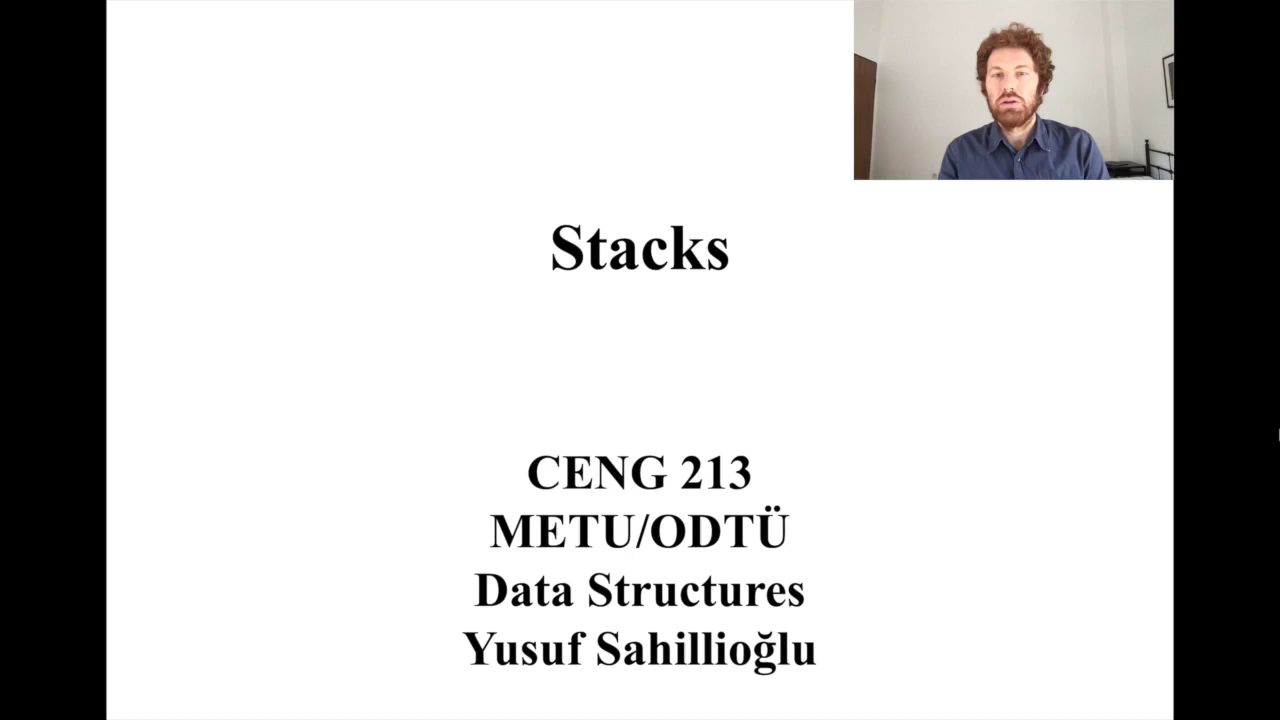 Stacks
CENG 213
METU/ODTÜ
Data Structures
Yusuf Sahillioğlu